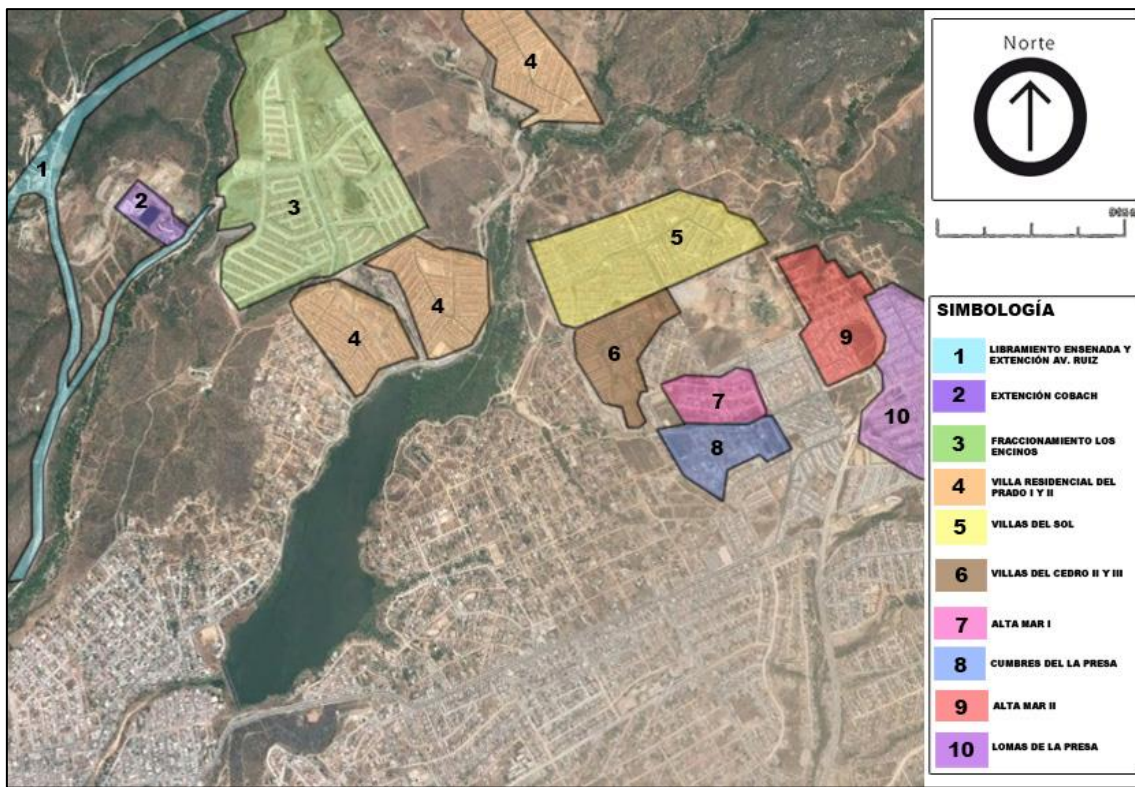 4
1
2
3
5
4
4
6
9
7
10
8
Norte
SIMBOLOGÍA
1
LIBRAMIENTO ENSENADA Y
EXTENCIÓN AV. RUIZ
2
EXTENCIÓN COBACH
3
FRACCIONAMIENTO LOS
ENCINOS
4
VILLA RESIDENCIAL DEL
PRADO I Y II
5
VILLAS DEL SOL
6
VILLAS DEL CEDRO II Y III
7
ALTA MAR I
8
CUMBRES DEL LA PRESA
9
ALTA MAR II
10
LOMAS DE LA PRESA